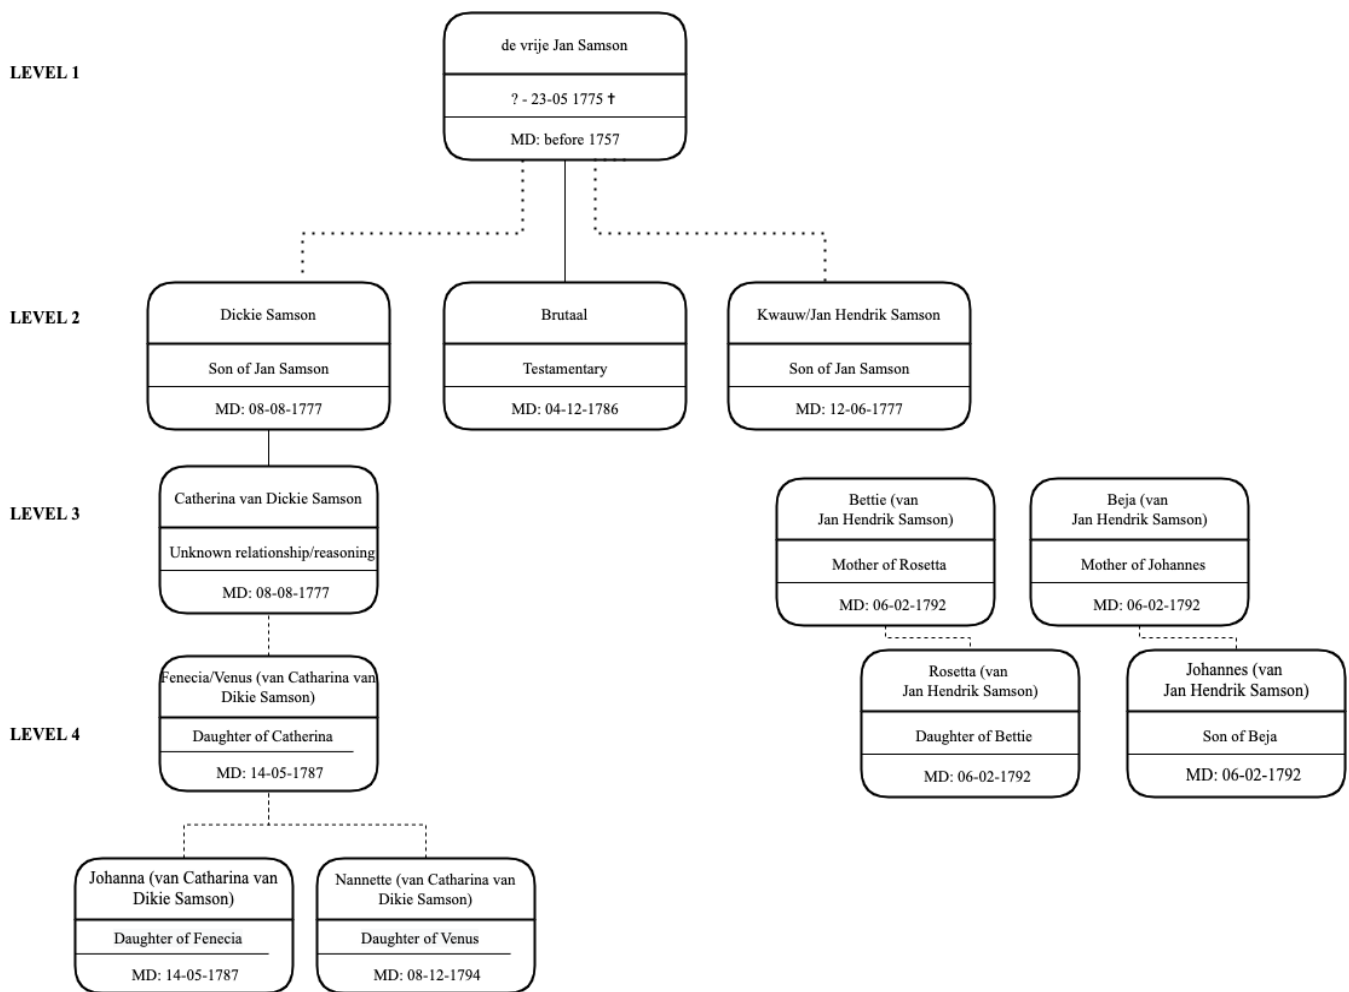 LEVEL 1
de vrije Jan Samson
? - 23-05 1775 ✝
MD: before 1757
LEVEL 2
Dickie Samson
Son of Jan Samson
MD: 08-08-1777
Brutaal
Testamentary
MD: 04-12-1786
Kwauw/Jan Hendrik Samson
Son of Jan Samson
MD: 12-06-1777
LEVEL 3
Catherina van Dickie Samson
Unknown relationship/reasoning
MD: 08-08-1777
Bettie (van
Jan Hendrik Samson)
Mother of Rosetta
MD: 06-02-1792
Beja (van
Jan Hendrik Samson)
Mother of Johannes
MD: 06-02-1792
LEVEL 4
Fenecia/Venus (van Catharina van
Dikie Samson)
Daughter of Catherina
MD: 14-05-1787
Rosetta (van
Jan Hendrik Samson)
Daughter of Bettie
MD: 06-02-1792
Johannes (van
Jan Hendrik Samson)
Son of Beja
MD: 06-02-1792
Johanna (van Catharina van
Dikie Samson)
Daughter of Fenecia
MD: 14-05-1787
Nannette (van Catharina van
Dikie Samson)
Daughter of Venus
MD: 08-12-1794